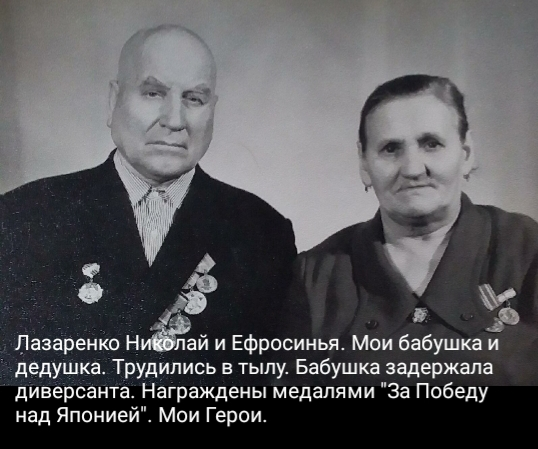 Лазаренко Николай и Ефросинья. Мои бабушка и
дедушка. Трудились в тылу. Бабушка задержала
диверсанта. Награждены медалями "За Победу
над Японией". Мои Герои.